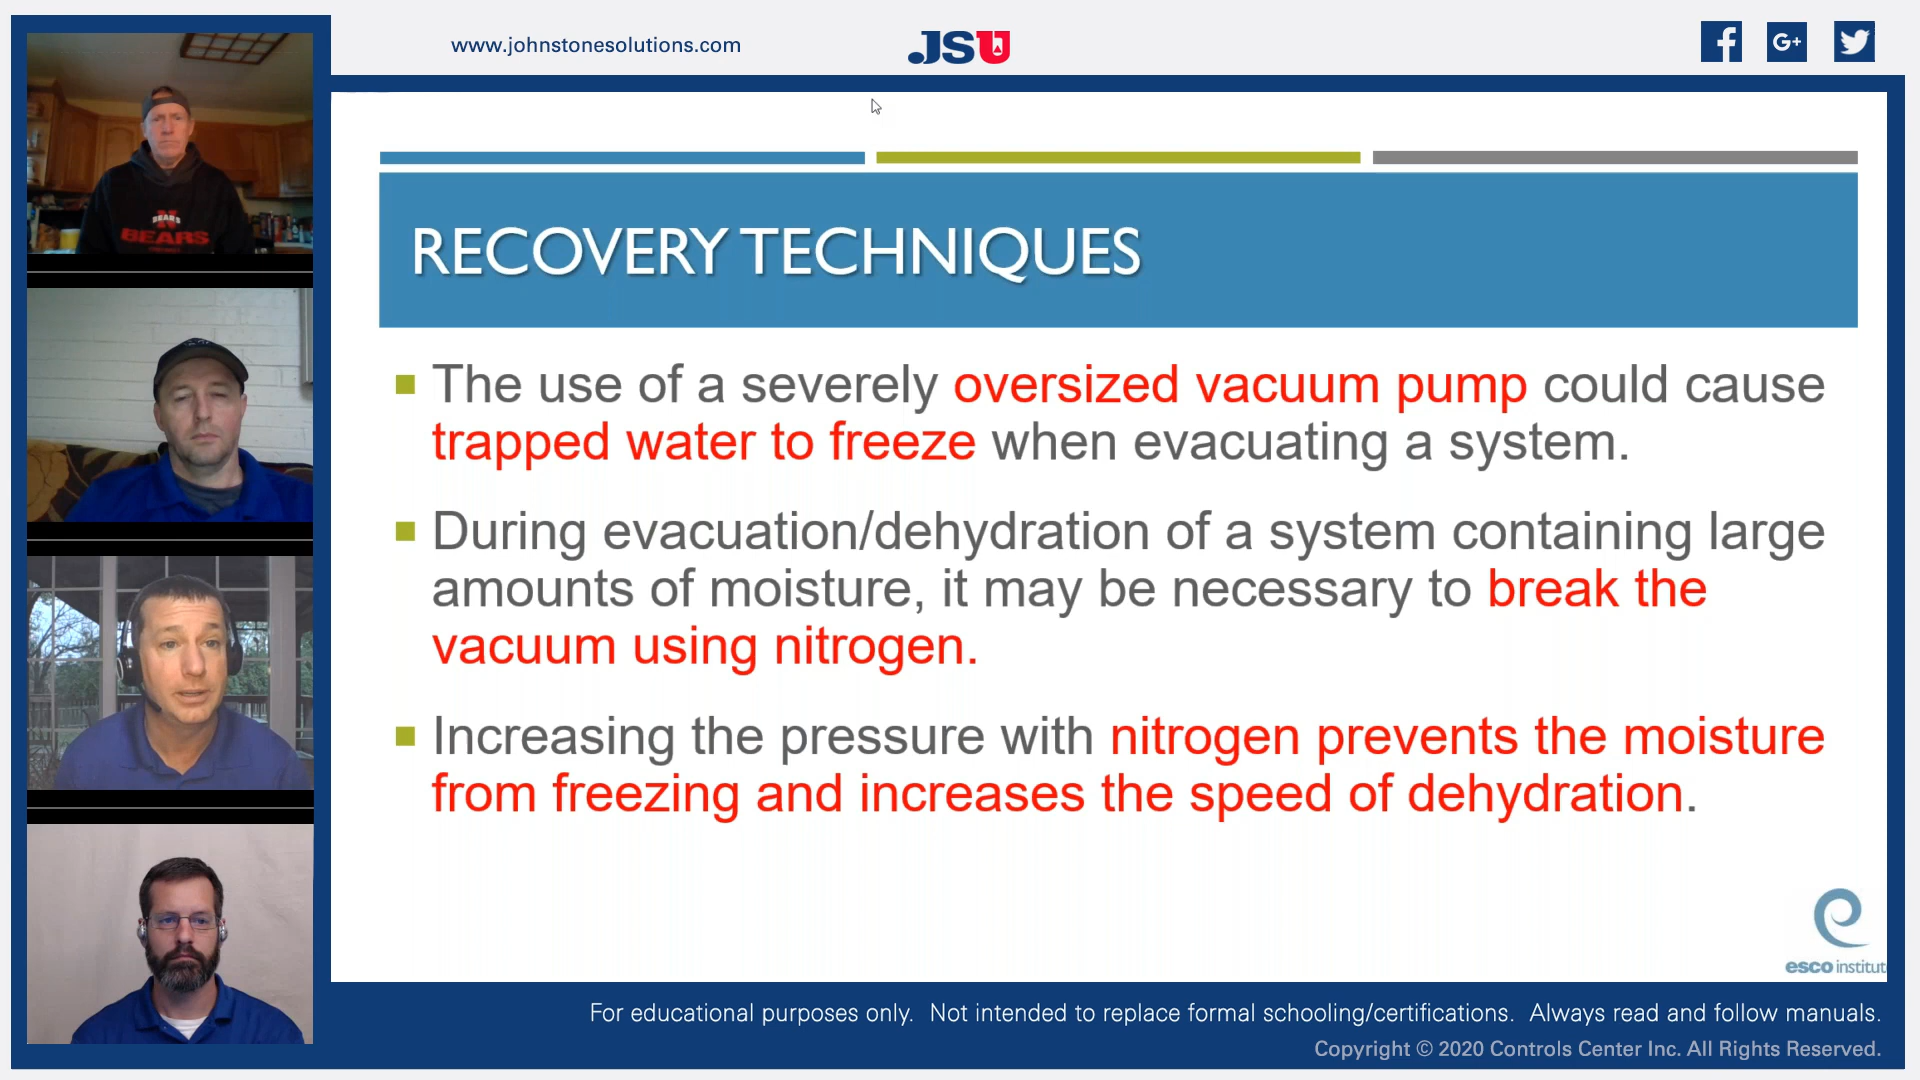 www.johnstonesolutions.com
JSU
G+
BEARS
BEARS
RECOVERY TECHNIQUES
The use of a severely oversized vacuum pump could cause
trapped water to freeze when evacuating a system.
During evacuation/dehydration of a system containing large
amounts of moisture, it may be necessary to break the
vacuum using nitrogen.
Increasing the pressure with nitrogen prevents the moisture
from freezing and increases the speed of dehydration.
esco institut
For educational purposes only. Not intended to replace formal schooling/certifications. Always read and follow manuals.
Copyright © 2020 Controls Center Inc. All Rights Reserved.